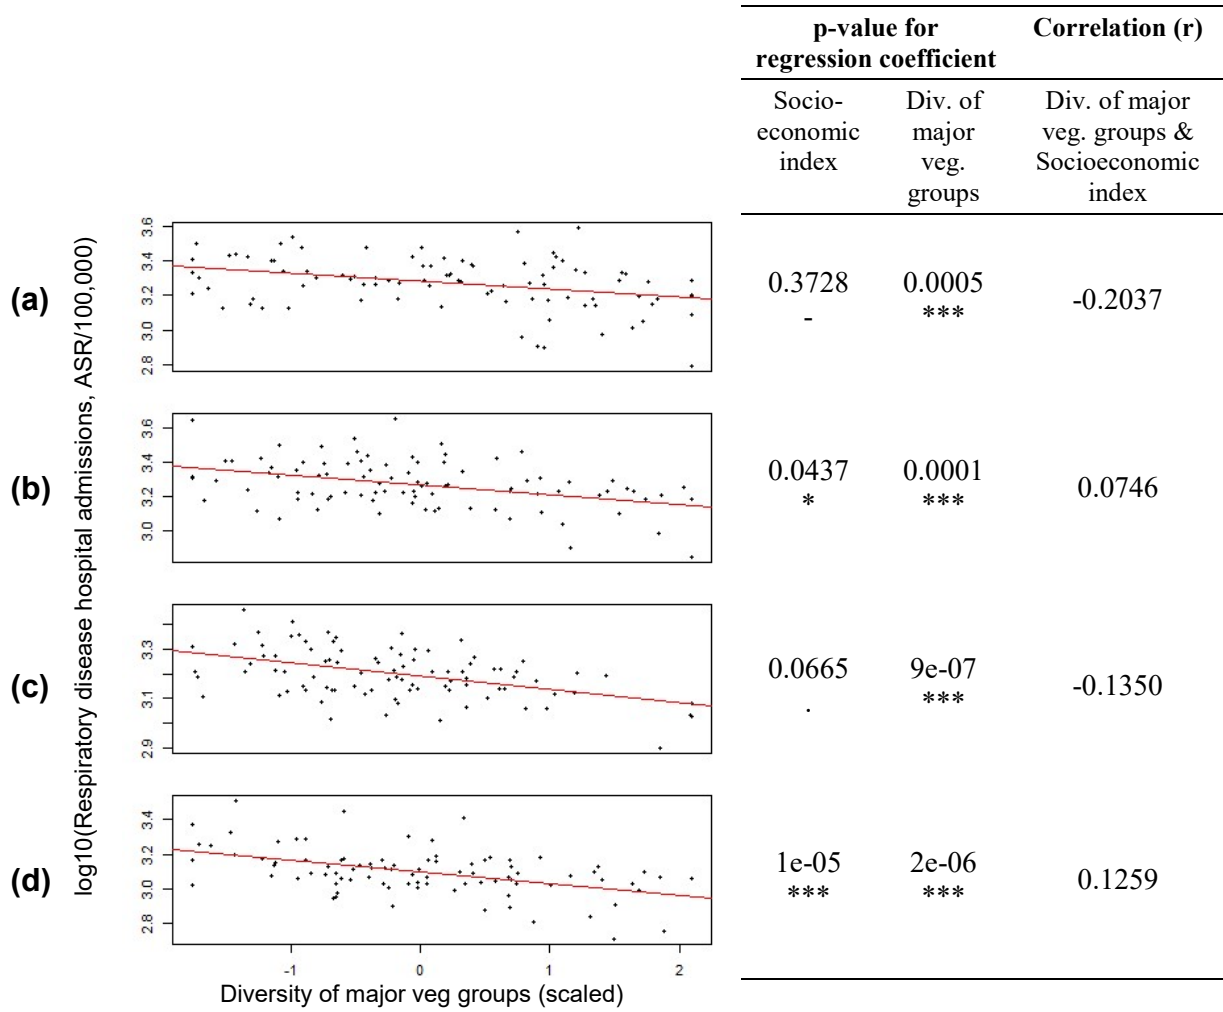 p-value for
regression coefficient
Correlation (r)
Socio-
economic
index
Div. of
major
veg.
groups
Div. of major
veg. groups &
Socioeconomic
index
log10(Respiratory disease hospital admissions, ASR/100,000)
(a)
3.6
3.4
3.2
3.0
2.8
0.3728
-
0.0005
***
-0.2037
(b)
3.6
3.4
3.2
3.0
0.0437
*
0.0001
***
0.0746
(c)
3.3
3.1
2.9
0.0665
.
9e-07
***
-0.1350
(d)
3.4
3.2
3.0
2.8
1e-05
***
2e-06
***
0.1259
-1 0 1 2
Diversity of major veg groups (scaled)